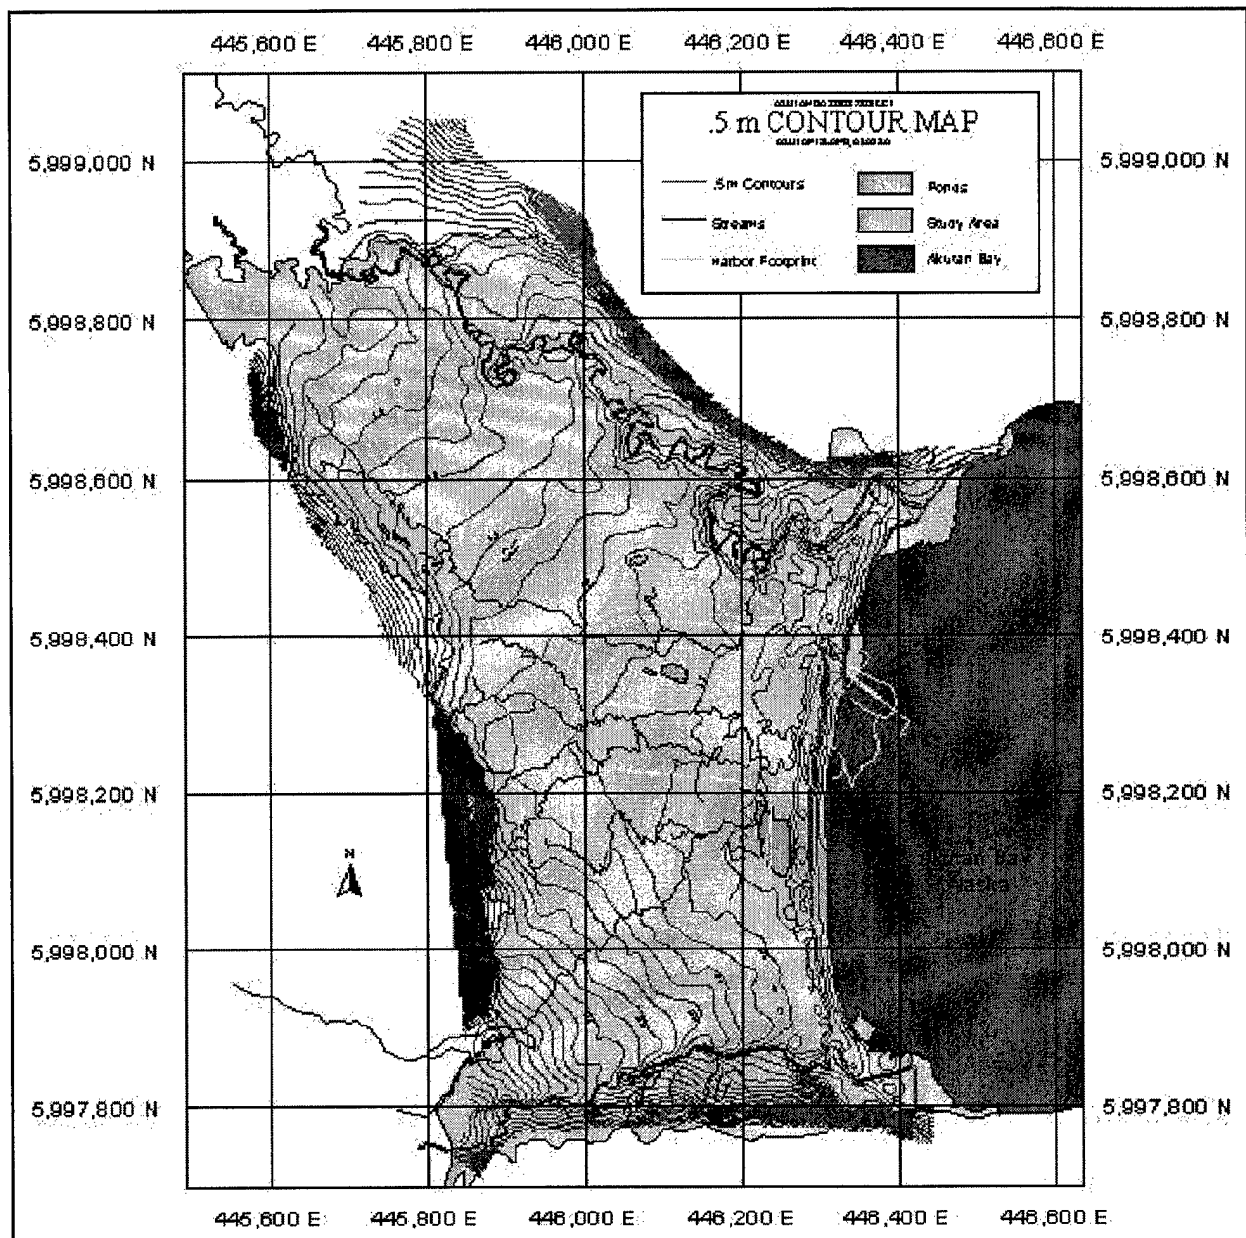 445,600 E 445,800 E 446,000 E 446,200 E 446,400 E 446,600 E
.5 m CONTOUR MAP
.5m Contours
Ponds
Streams
Study Area
Harbor Footprint
Akutan Bay
5,999,000 N 5,999,000 N
5,998,800 N 5,998,800 N
5,998,600 N 5,998,600 N
5,998,400 N 5,998,400 N
5,998,200 N 5,998,200 N
Bay
N
5,998,000 N 5,998,000 N
5,997,800 N 5,997,800 N
445,600 E 445,800 E 446,000 E 446,200 E 446,400 E 446,600 E